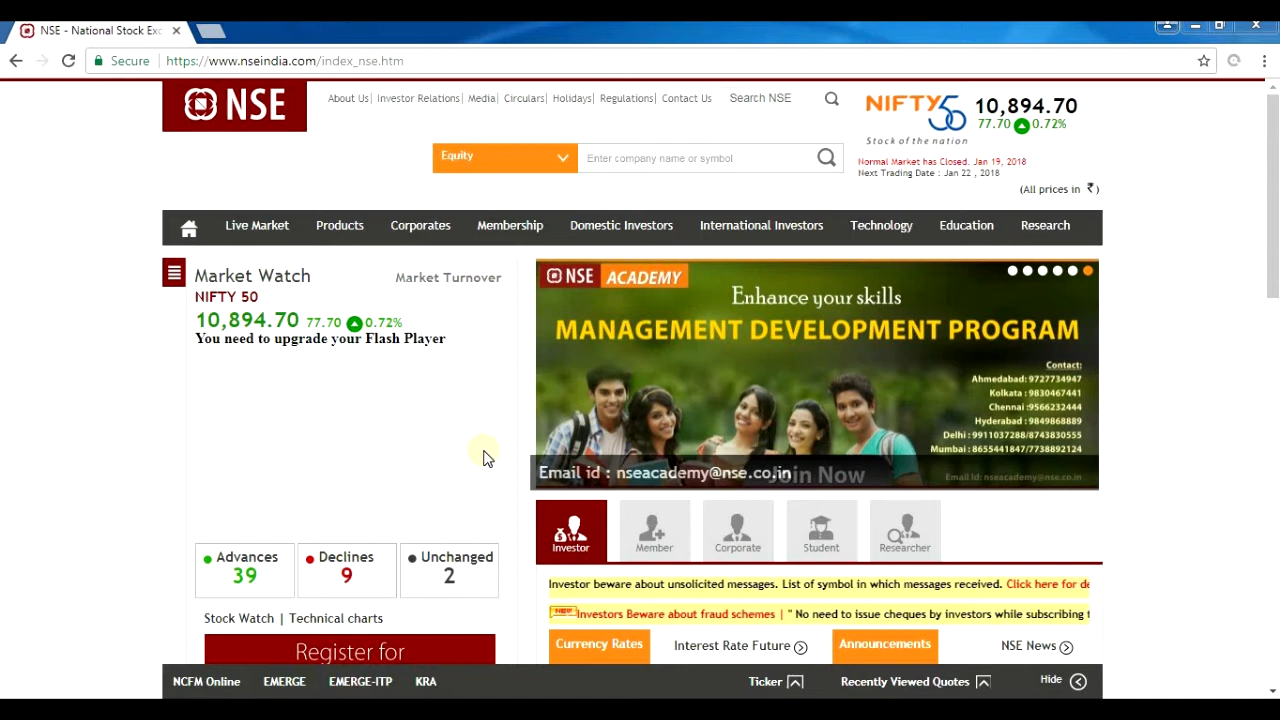 NSE - National Stock Exc
Secure
https://www.nseindia.com/index_nse.htm
NSE
About Us| Investor Relations |Media| Circulars| Holidays| Regulations| Contact Us
Search NSE
NIFTY 50
Stock of the nation
10,894.70
77.70 0.72%
Normal Market has Closed. Jan 19, 2018
Next Trading Date : Jan 22 , 2018
(All prices in ₹)
Equity
Enter company name or symbol
Live Market Products Corporates Membership Domestic Investors International Investors Technology Education Research
Market Watch
Market Turnover
NIFTY 50
10,894.70 77.70 0.72%
You need to upgrade your Flash Player
Advances
39
Declines
9
Unchanged
2
Stock Watch | Technical charts
Register for
NSE ACADEMY
Enhance your skills
MANAGEMENT DEVELOPMENT PROGRAM
Contact:
Ahmedabad: 9727734947
Kolkata : 9830467441
Chennai :9566232444
Hyderabad : 9849868889
Delhi : 9911037288/8743830555
Mumbai : 8655441847/7738892124
Email id : nseacademy@nse.co.in
Join Now
Email id: nseacademy@nse.co.in
Investor
Member
Corporate
Student
Researcher
Investor beware about unsolicited messages. List of symbol in which messages received. Click here for de
NEW Investors Beware about fraud schemes | " No need to issue cheques by investors while subscribing t
Currency Rates
Interest Rate Future
Announcements
NSE News
NCFM Online EMERGE EMERGE-ITP KRA
Ticker
Recently Viewed Quotes
Hide